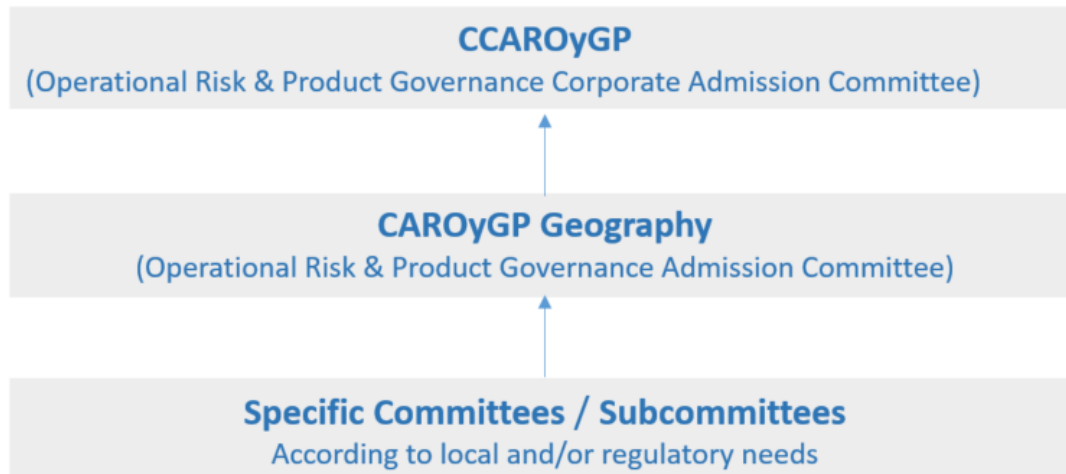 CCAROyGP
(Operational Risk & Product Governance Corporate Admission Committee)
CAROyGP Geography
(Operational Risk & Product Governance Admission Committee)
Specific Committees / Subcommittees
According to local and/or regulatory needs